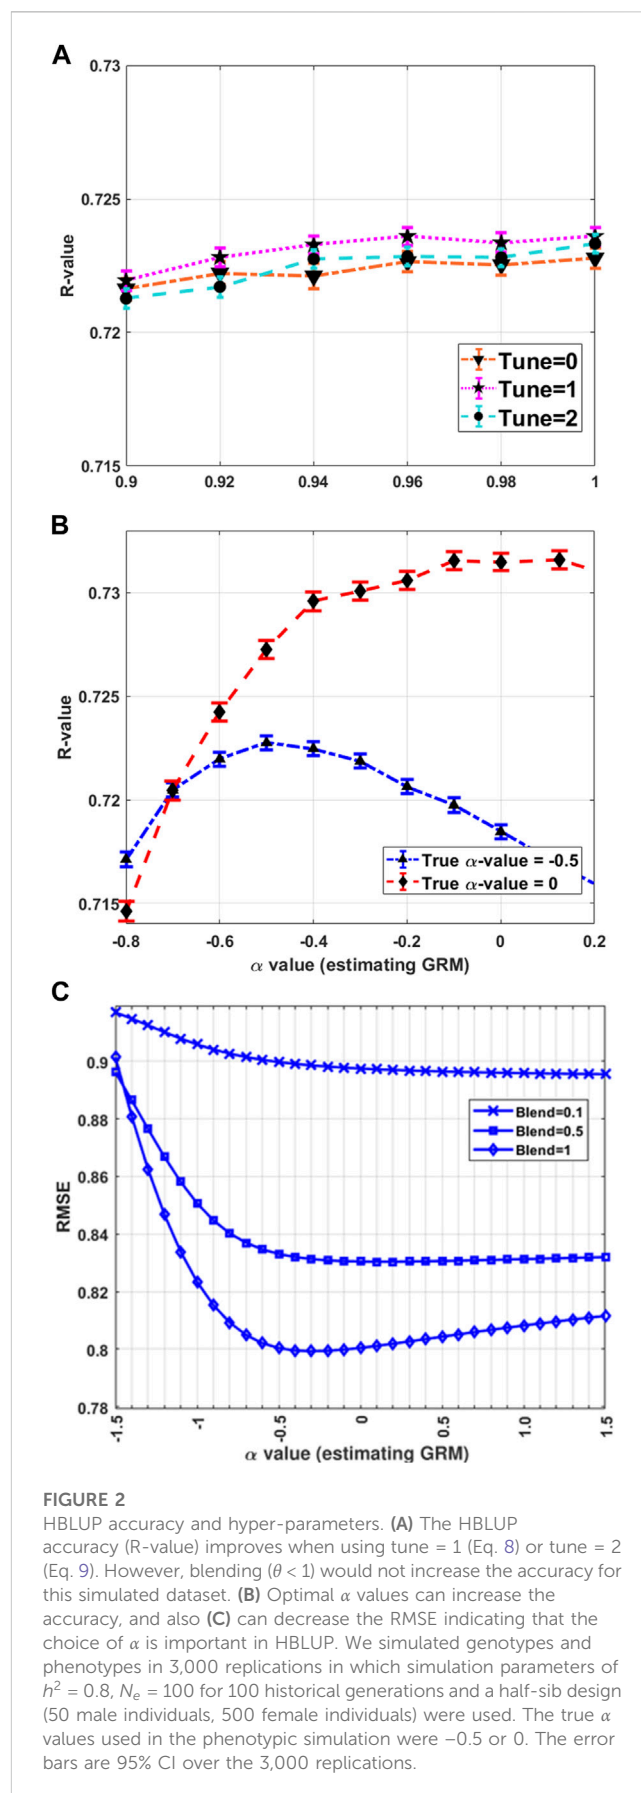 A
0.73
0.725
0.72
0.715
R-value
Tune=0
Tune=1
Tune=2
0.9 0.92 0.94 0.96 0.98 1
B
0.73
0.725
0.72
0.715
R-value
True α-value = -0.5
True α-value = 0
-0.8 -0.6 -0.4 -0.2 0 0.2
α value (estimating GRM)
C
0.9
0.88
0.86
0.84
0.82
0.8
0.78
RMSE
Blend=0.1
Blend=0.5
Blend=1
-1.5 -1 -0.5 0 0.5 1.0 1.5
α value (estimating GRM)
FIGURE 2
HBLUP accuracy and hyper-parameters. (A) The HBLUP
accuracy (R-value) improves when using tune = 1 (Eq. 8) or tune = 2
(Eq. 9). However, blending (θ < 1) would not increase the accuracy for
this simulated dataset. (B) Optimal α values can increase the
accuracy, and also (C) can decrease the RMSE indicating that the
choice of α is important in HBLUP. We simulated genotypes and
phenotypes in 3,000 replications in which simulation parameters of
h² = 0.8, Nₑ = 100 for 100 historical generations and a half-sib design
(50 male individuals, 500 female individuals) were used. The true α
values used in the phenotypic simulation were −0.5 or 0. The error
bars are 95% CI over the 3,000 replications.